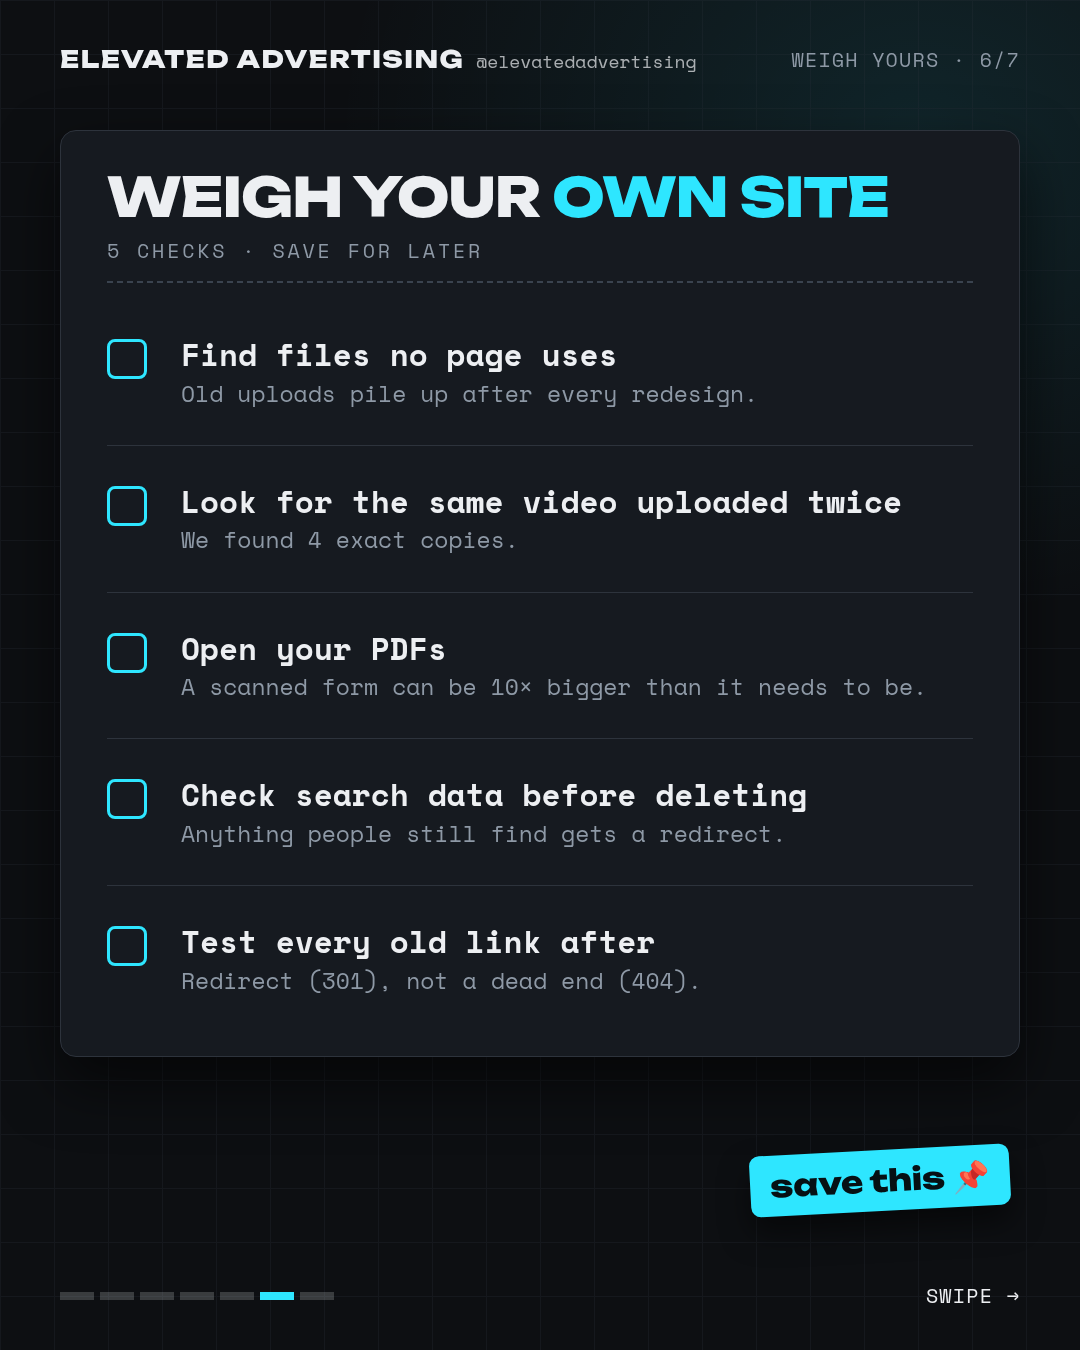 ELEVATED ADVERTISING @elevatedadvertising
WEIGH YOURS · 6/7
WEIGH YOUR OWN SITE
5 CHECKS · SAVE FOR LATER
Find files no page uses
Old uploads pile up after every redesign.
Look for the same video uploaded twice
We found 4 exact copies.
Open your PDFs
A scanned form can be 10× bigger than it needs to be.
Check search data before deleting
Anything people still find gets a redirect.
Test every old link after
Redirect (301), not a dead end (404).
save this 📌
SWIPE →